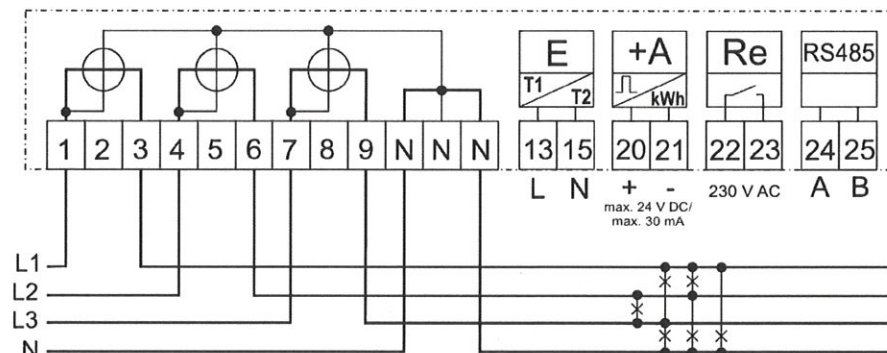 E +A Re RS485
T1 T2 kWh
1 2 3 4 5 6 7 8 9 N N N 13 15 20 21 22 23 24 25
L N + - 230 V AC A B
max. 24 V DC/
max. 30 mA
L1
L2
L3
N